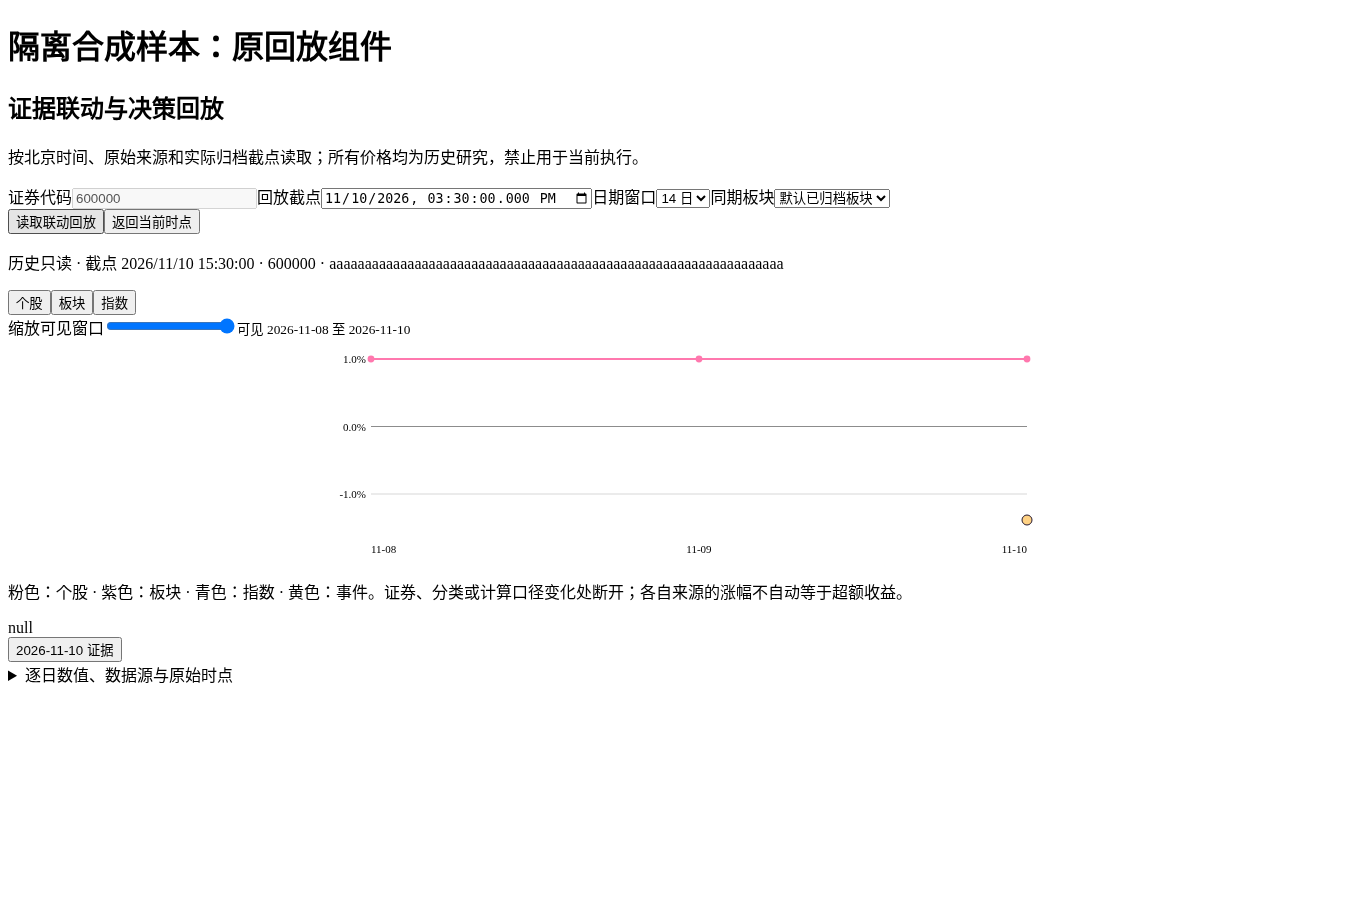 隔离合成样本：原回放组件
证据联动与决策回放
按北京时间、原始来源和实际归档截点读取；所有价格均为历史研究，禁止用于当前执行。
证券代码 600000 回放截点 11/10/2026, 03:30:00.000 PM 日期窗口 14 日 同期板块 默认已归档板块
读取联动回放 返回当前时点
历史只读 · 截点 2026/11/10 15:30:00 · 600000 · aaaaaaaaaaaaaaaaaaaaaaaaaaaaaaaaaaaaaaaaaaaaaaaaaaaaaaaaaaaaaaaa
个股 板块 指数
缩放可见窗口 可见 2026-11-08 至 2026-11-10
1.0%
0.0%
-1.0%
11-08 11-09 11-10
粉色：个股 · 紫色：板块 · 青色：指数 · 黄色：事件。证券、分类或计算口径变化处断开；各自来源的涨幅不自动等于超额收益。
null
2026-11-10 证据
逐日数值、数据源与原始时点